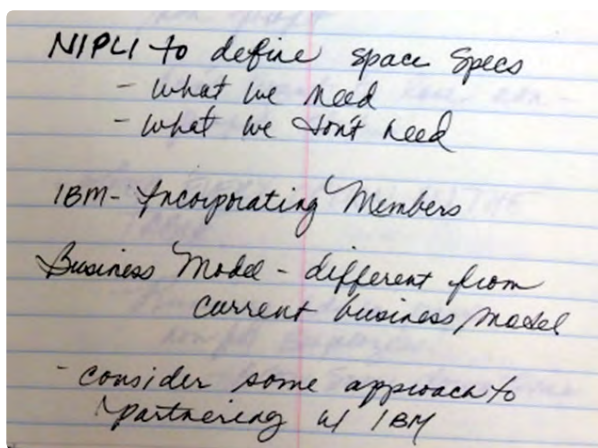 NIPLI to define space specs
- what we need
- what we don't need
IBM - Incorporating Members
Business Model - different from
current business model
- consider some approach to
partnering w/ IBM